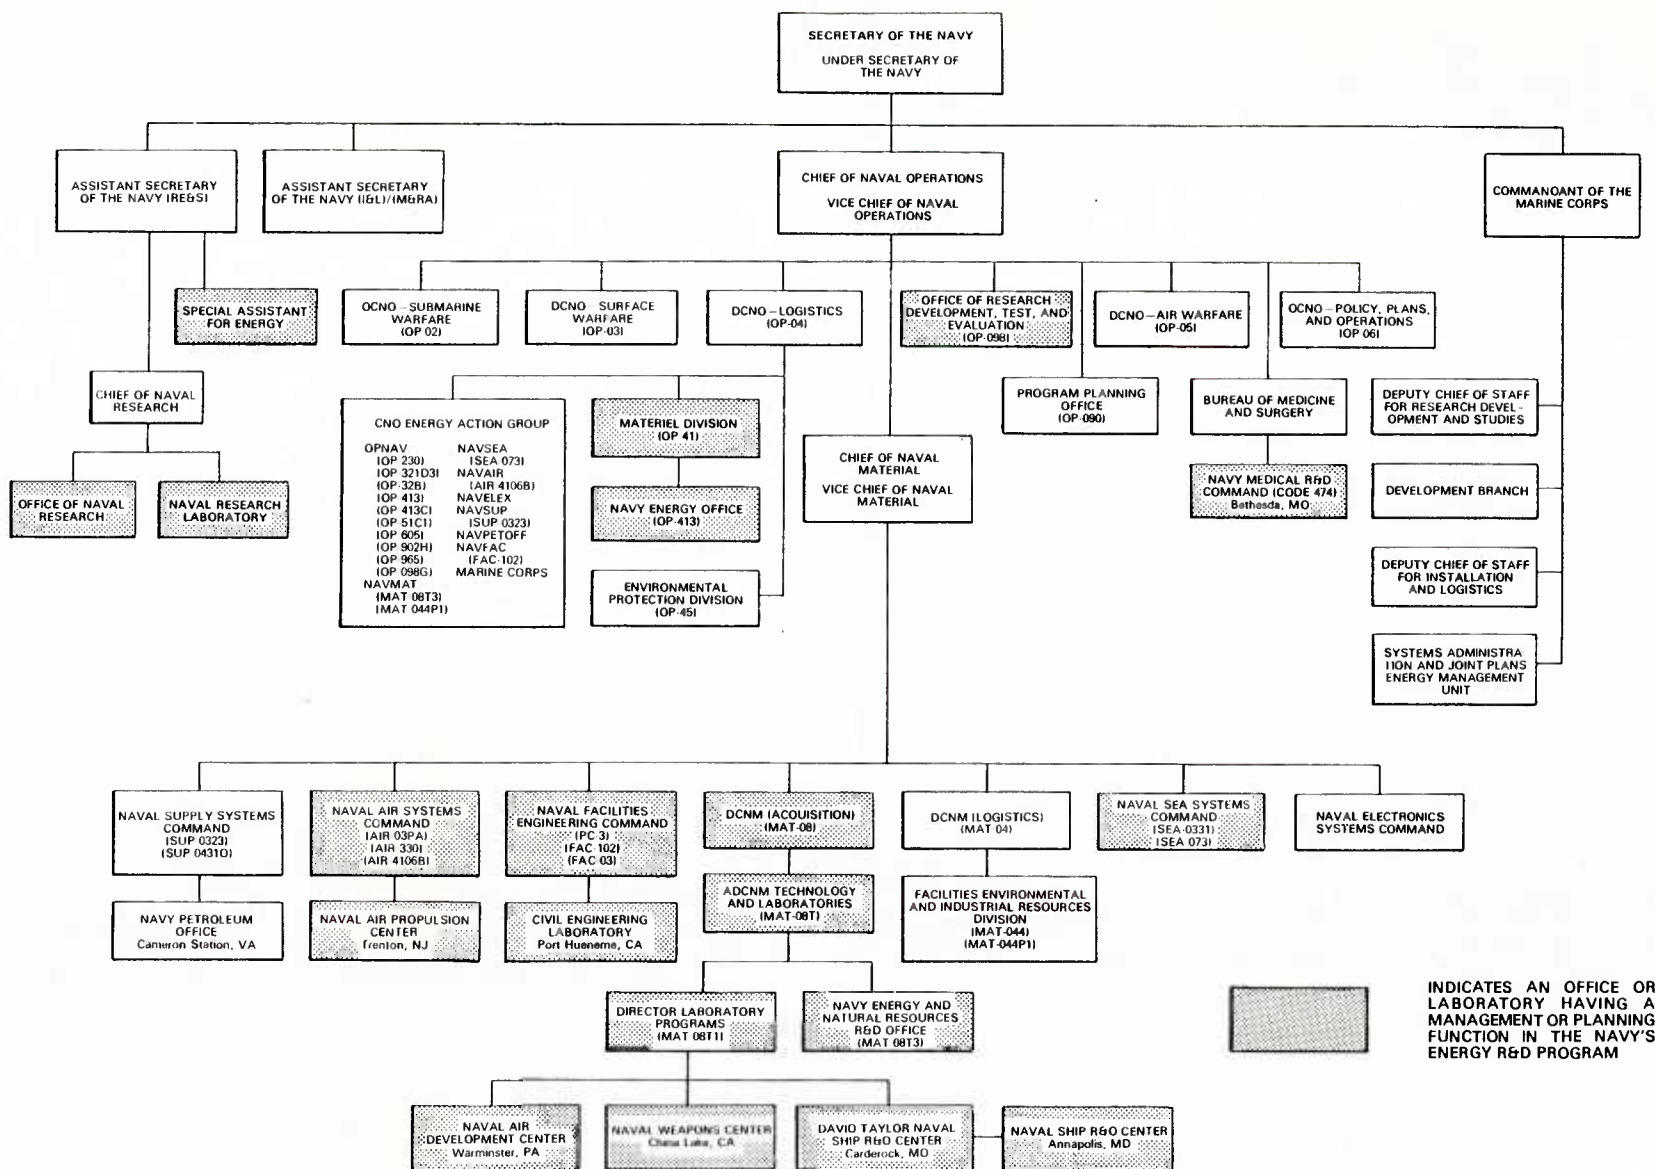 SECRETARY OF THE NAVY
UNDER SECRETARY OF
THE NAVY
ASSISTANT SECRETARY
OF THE NAVY (RE&S)
ASSISTANT SECRETARY
OF THE NAVY (I&L)/(M&RA)
CHIEF OF NAVAL OPERATIONS
VICE CHIEF OF NAVAL
OPERATIONS
COMMANOANT OF THE
MARINE CORPS
SPECIAL ASSISTANT
FOR ENERGY
OCNO—SUBMARINE
WARFARE
(OP 02)
DCNO—SURFACE
WARFARE
(OP-03)
DCNO—LOGISTICS
(OP-04)
OFFICE OF RESEARCH
DEVELOPMENT, TEST, AND
EVALUATION
(OP-098)
DCNO—AIR WARFARE
(OP-05)
OCNO—POLICY, PLANS,
AND OPERATIONS
(OP 06)
CHIEF OF NAVAL
RESEARCH
OFFICE OF NAVAL
RESEARCH
NAVAL RESEARCH
LABORATORY
CNO ENERGY ACTION GROUP
OPNAV
(OP 230)
(OP 321D3)
(OP-32B)
(OP 413)
(OP 413C)
(OP 51C1)
(OP 605)
(OP 902H)
(OP 965)
(OP 098G)
NAVMAT
(MAT 08T3)
(MAT 044P1)
NAVSEA
(SEA 073)
NAVAIR
(AIR 4106B)
NAVELEX
NAVSUP
(SUP 0323)
NAVPETOFF
NAVFAC
(FAC-102)
MARINE CORPS
MATERIEL DIVISION
(OP 41)
NAVY ENERGY OFFICE
(OP-413)
ENVIRONMENTAL
PROTECTION DIVISION
(OP-45)
CHIEF OF NAVAL
MATERIAL
VICE CHIEF OF NAVAL
MATERIAL
PROGRAM PLANNING
OFFICE
(OP-090)
BUREAU OF MEDICINE
AND SURGERY
NAVY MEDICAL R&D
COMMAND (CODE 474)
Bethesda, MO
DEPUTY CHIEF OF STAFF
FOR RESEARCH DEVEL-
OPMENT AND STUDIES
DEVELOPMENT BRANCH
DEPUTY CHIEF OF STAFF
FOR INSTALLATION
AND LOGISTICS
SYSTEMS ADMINISTRA
TION AND JOINT PLANS
ENERGY MANAGEMENT
UNIT
NAVAL SUPPLY SYSTEMS
COMMAND
(SUP 0323)
(SUP 0431O)
NAVAL AIR SYSTEMS
COMMAND
(AIR 03PA)
(AIR 330)
(AIR 4106B)
NAVAL FACILITIES
ENGINEERING COMMAND
(PC 3)
(FAC 102)
(FAC 03)
DCNM (ACOUISITION)
(MAT-08)
DCNM (LOGISTICS)
(MAT 04)
NAVAL SEA SYSTEMS
COMMAND
(SEA-0331)
(SEA 073)
NAVAL ELECTRONICS
SYSTEMS COMMAND
NAVY PETROLEUM
OFFICE
Cameron Station, VA
NAVAL AIR PROPULSION
CENTER
Trenton, NJ
CIVIL ENGINEERING
LABORATORY
Port Hueneme, CA
ADCNM TECHNOLOGY
AND LABORATORIES
(MAT-08T)
FACILITIES ENVIRONMENTAL
AND INDUSTRIAL RESOURCES
DIVISION
(MAT-044)
(MAT-044P1)
DIRECTOR LABORATORY
PROGRAMS
(MAT 08T1)
NAVY ENERGY AND
NATURAL RESOURCES
R&D OFFICE
(MAT 08T3)
INDICATES AN OFFICE OR
LABORATORY HAVING A
MANAGEMENT OR PLANNING
FUNCTION IN THE NAVY'S
ENERGY R&D PROGRAM
NAVAL AIR
DEVELOPMENT CENTER
Warminster, PA
NAVAL WEAPONS CENTER
China Lake, CA
DAVID TAYLOR NAVAL
SHIP R&O CENTER
Carderock, MO
NAVAL SHIP R&O CENTER
Annapolis, MD